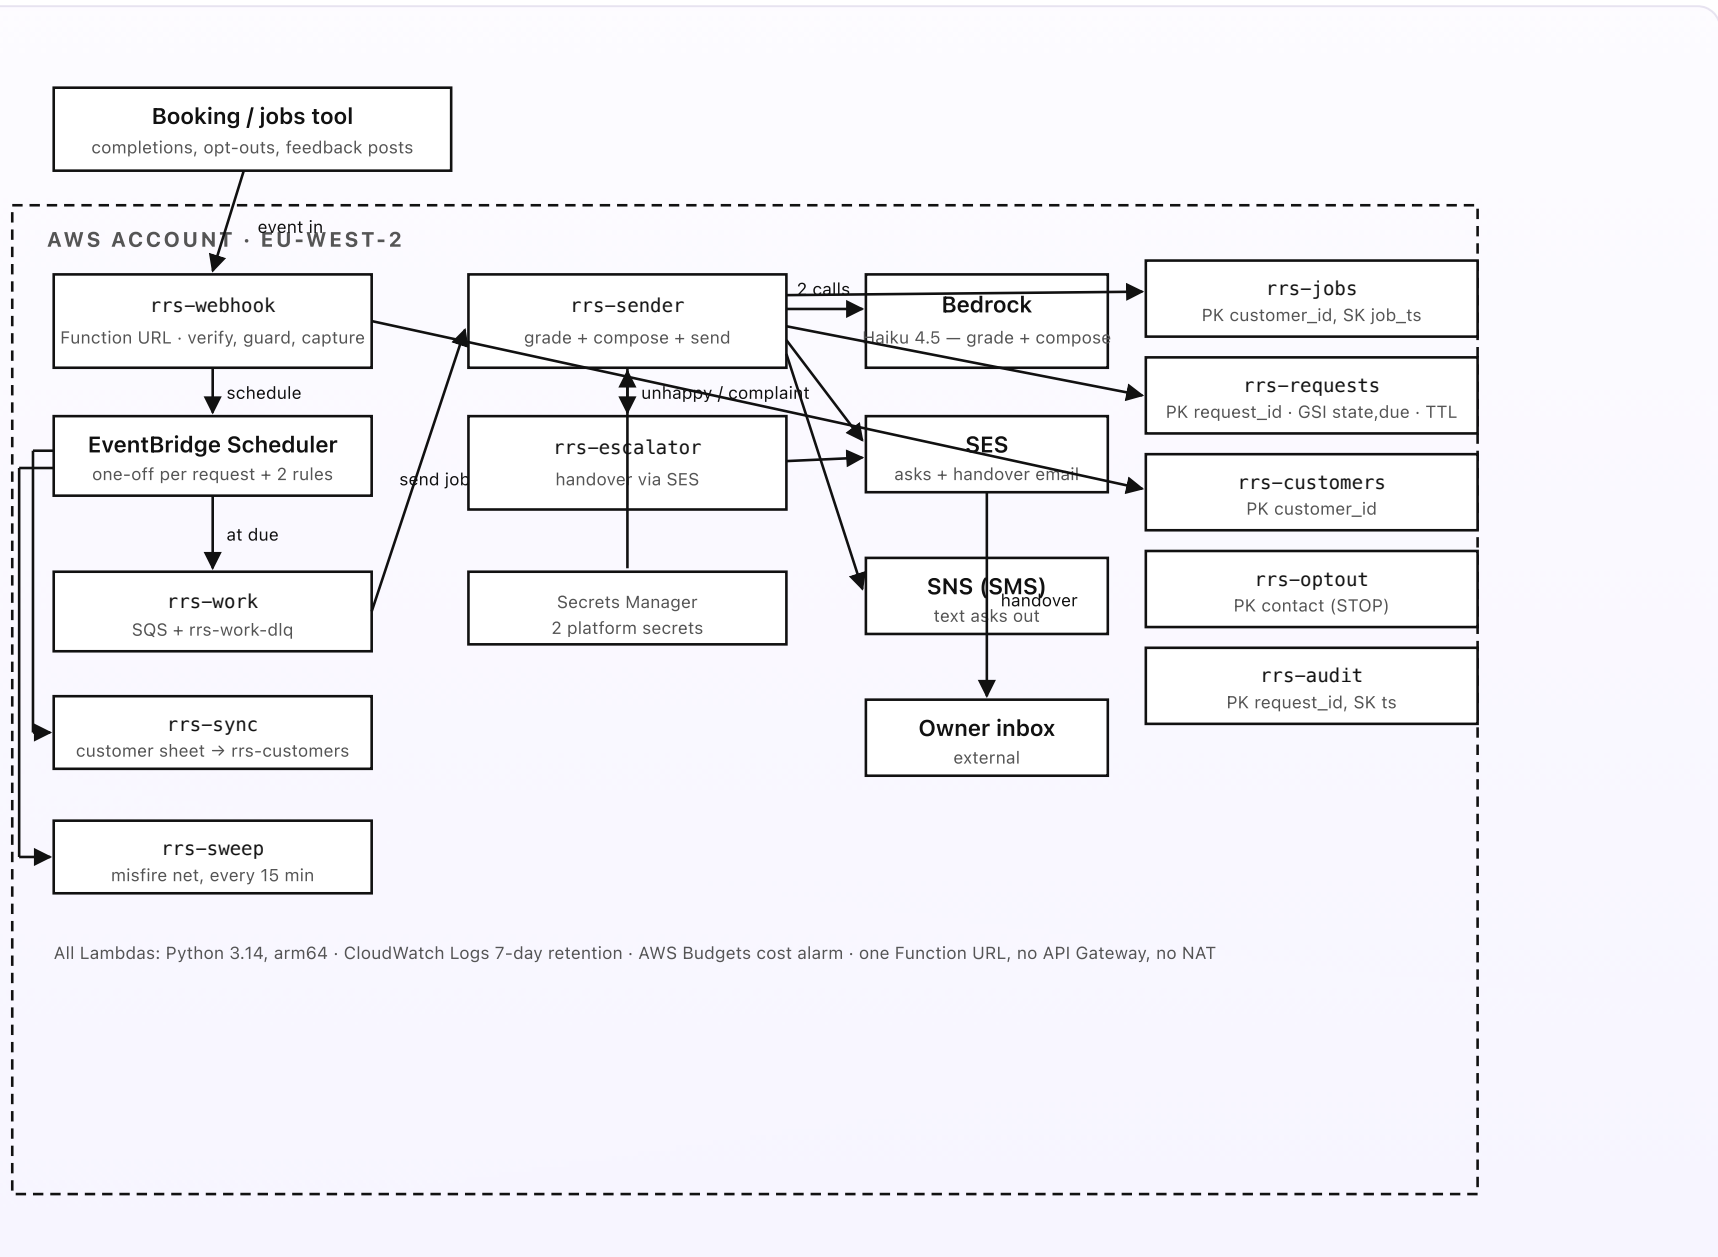 Booking / jobs tool
completions, opt-outs, feedback posts
event in
AWS ACCOUNT · EU-WEST-2
rrs-webhook
Function URL · verify, guard, capture
schedule
EventBridge Scheduler
one-off per request + 2 rules
at due
rrs-work
SQS + rrs-work-dlq
rrs-sync
customer sheet → rrs-customers
rrs-sweep
misfire net, every 15 min
send job
rrs-sender
grade + compose + send
unhappy / complaint
rrs-escalator
handover via SES
Secrets Manager
2 platform secrets
2 calls
Bedrock
Haiku 4.5 — grade + compose
SES
asks + handover email
SNS (SMS)
handover
text asks out
Owner inbox
external
rrs-jobs
PK customer_id, SK job_ts
rrs-requests
PK request_id · GSI state,due · TTL
rrs-customers
PK customer_id
rrs-optout
PK contact (STOP)
rrs-audit
PK request_id, SK ts
All Lambdas: Python 3.14, arm64 · CloudWatch Logs 7-day retention · AWS Budgets cost alarm · one Function URL, no API Gateway, no NAT